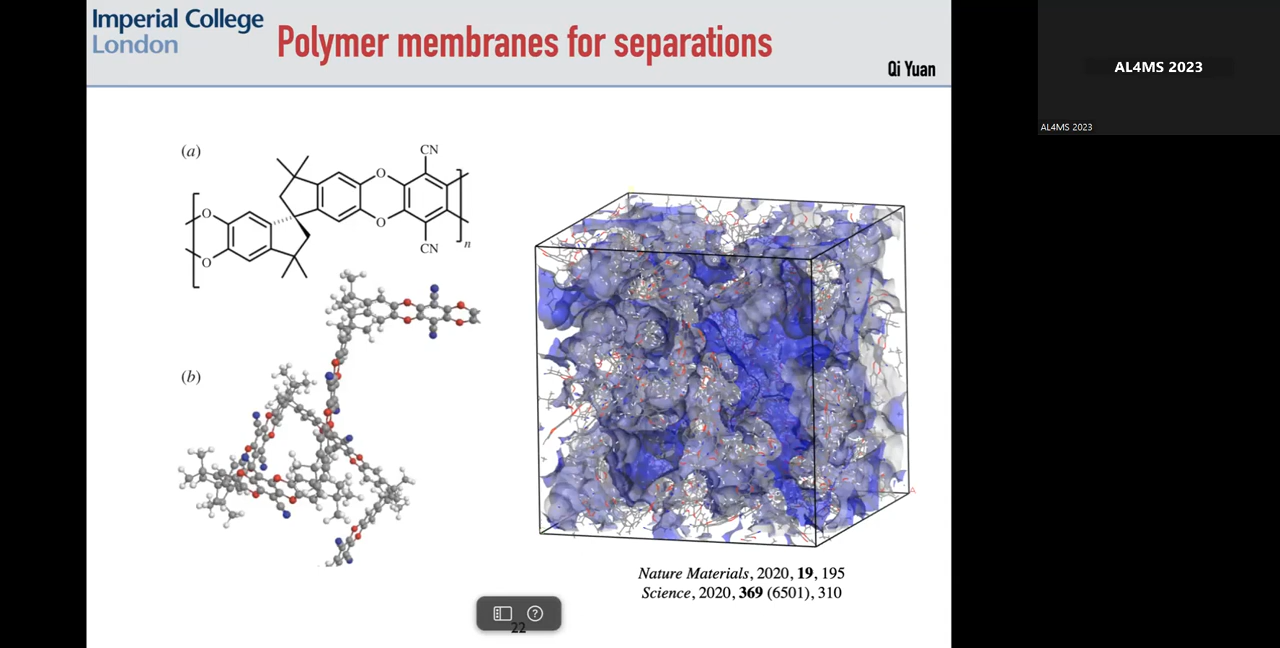 Imperial College
London
Polymer membranes for separations
Qi Yuan
AL4MS 2023
AL4MS 2023
(a)
CN
O
O
O
O
CN
n
(b)
Nature Materials, 2020, 19, 195
Science, 2020, 369 (6501), 310
22